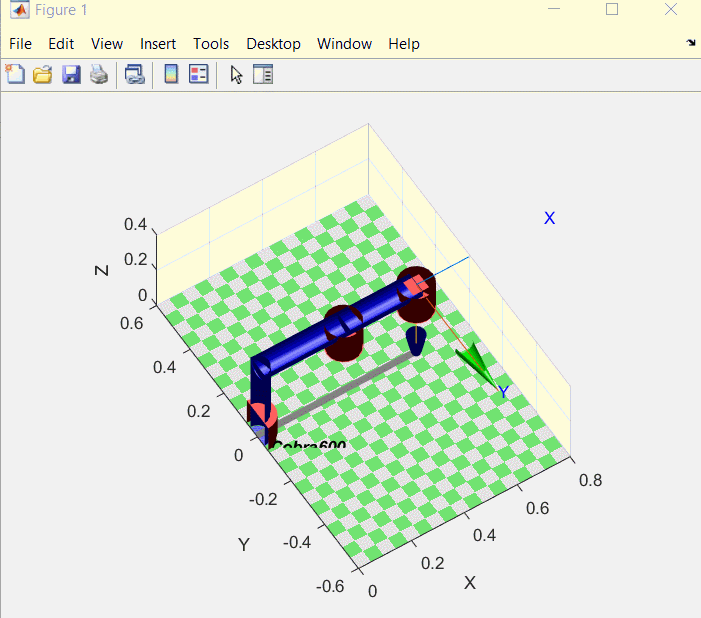 Figure 1
File Edit View Insert Tools Desktop Window Help
X
0.4
0.2
0
Z
0.6
0.4
0.2
0
-0.2
-0.4
-0.6
Y
Y
Cobra600
0.8
0.6
0.4
0.2
0
X